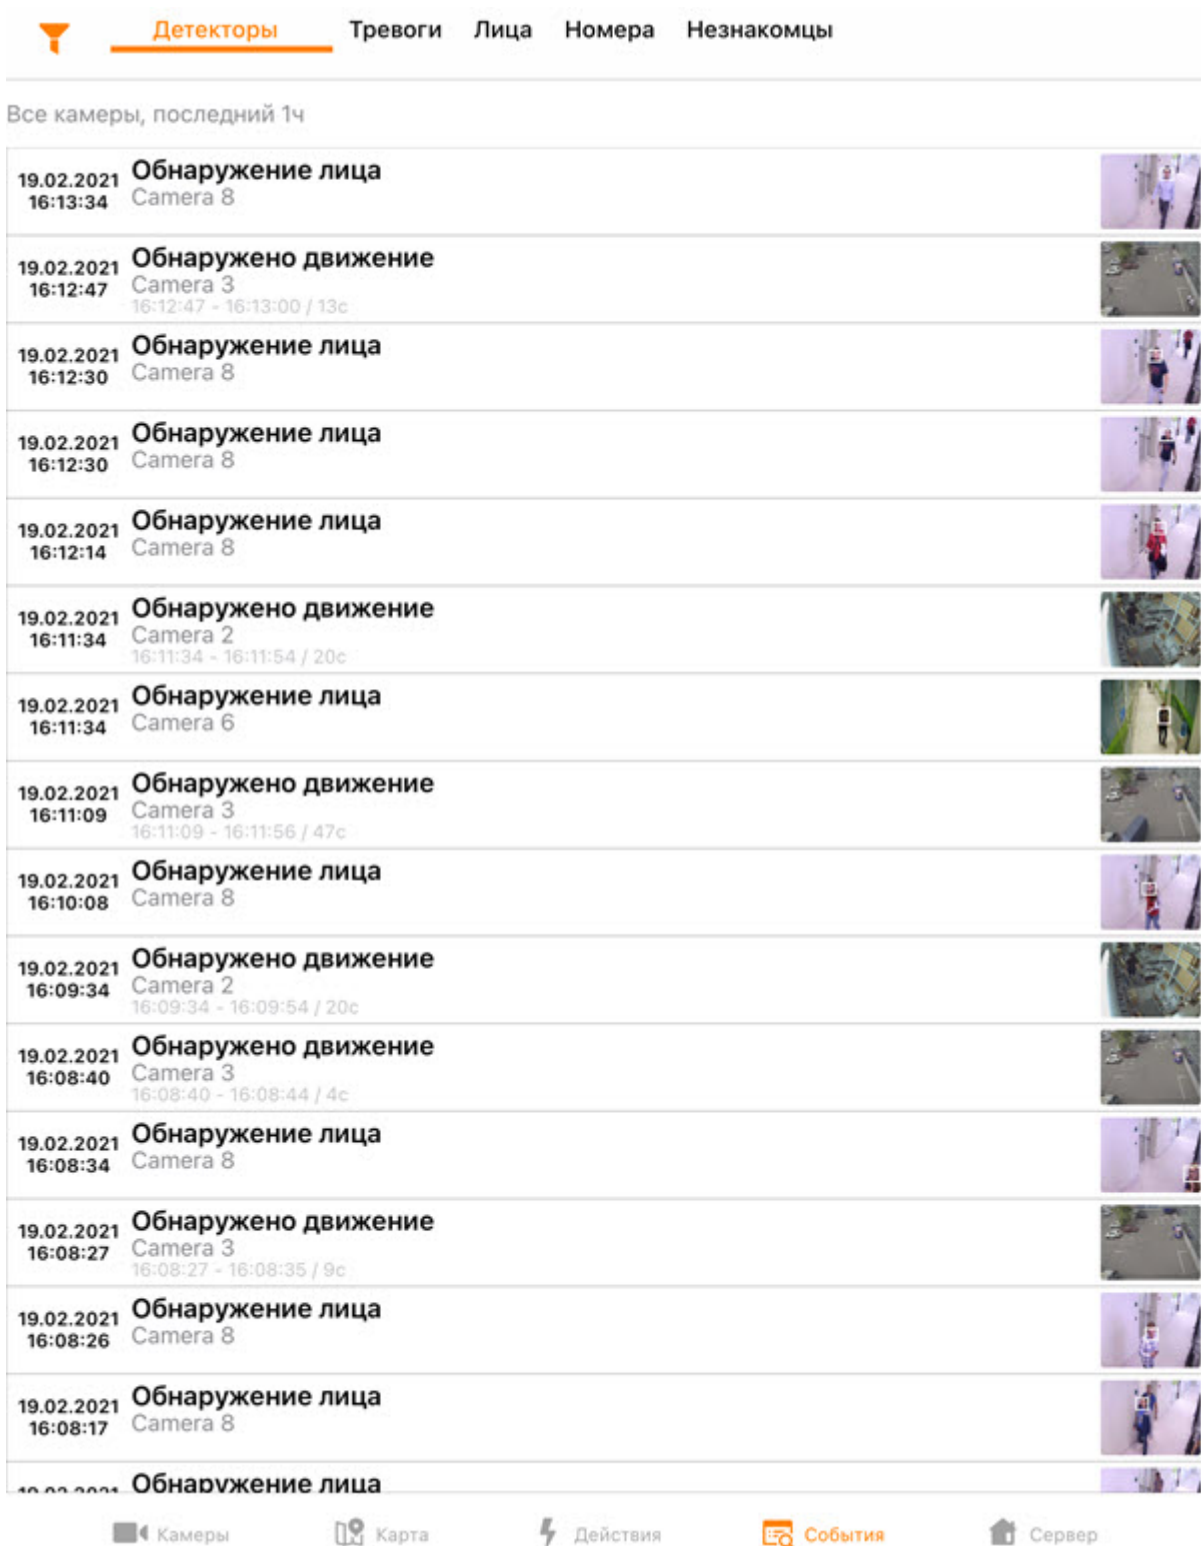 Детекторы Тревоги Лица Номера Незнакомцы
Все камеры, последний 1ч
19.02.2021 Обнаружение лица
16:13:34 Camera 8
19.02.2021 Обнаружено движение
16:12:47 Camera 3
16:12:47 - 16:13:00 / 13с
19.02.2021 Обнаружение лица
16:12:30 Camera 8
19.02.2021 Обнаружение лица
16:12:30 Camera 8
19.02.2021 Обнаружение лица
16:12:14 Camera 8
19.02.2021 Обнаружено движение
16:11:34 Camera 2
16:11:34 - 16:11:54 / 20с
19.02.2021 Обнаружение лица
16:11:34 Camera 6
19.02.2021 Обнаружено движение
16:11:09 Camera 3
16:11:09 - 16:11:56 / 47с
19.02.2021 Обнаружение лица
16:10:08 Camera 8
19.02.2021 Обнаружено движение
16:09:34 Camera 2
16:09:34 - 16:09:54 / 20с
19.02.2021 Обнаружено движение
16:08:40 Camera 3
16:08:40 - 16:08:44 / 4с
19.02.2021 Обнаружение лица
16:08:34 Camera 8
19.02.2021 Обнаружено движение
16:08:27 Camera 3
16:08:27 - 16:08:35 / 9с
19.02.2021 Обнаружение лица
16:08:26 Camera 8
19.02.2021 Обнаружение лица
16:08:17 Camera 8
19.02.2021 Обнаружение лица
Камеры Карта Действия События Сервер